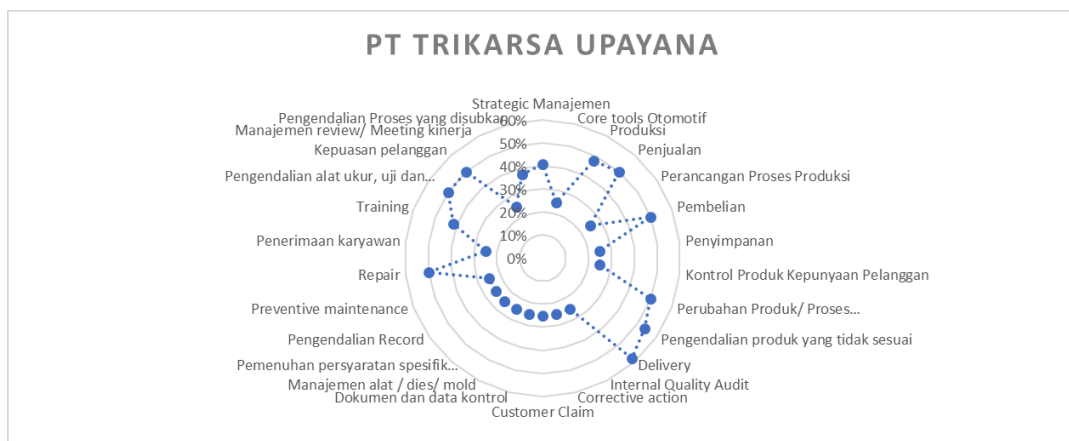 PT TRIKARSA UPAYANA
Strategic Manajemen
Core tools Otomotif
Produksi
Penjualan
Perancangan Proses Produksi
Pembelian
Penyimpanan
Kontrol Produk Kepunyaan Pelanggan
Perubahan Produk/ Proses...
Pengendalian produk yang tidak sesuai
Delivery
Internal Quality Audit
Corrective action
Customer Claim
Dokumen dan data kontrol
Manajemen alat / dies/ mold
Pemenuhan persyaratan spesifik...
Pengendalian Record
Preventive maintenance
Repair
Penerimaan karyawan
Training
Pengendalian alat ukur, uji dan...
Kepuasan pelanggan
Manajemen review/ Meeting kinerja
Pengendalian Proses yang disubkan
60%
50%
40%
30%
20%
10%
0%